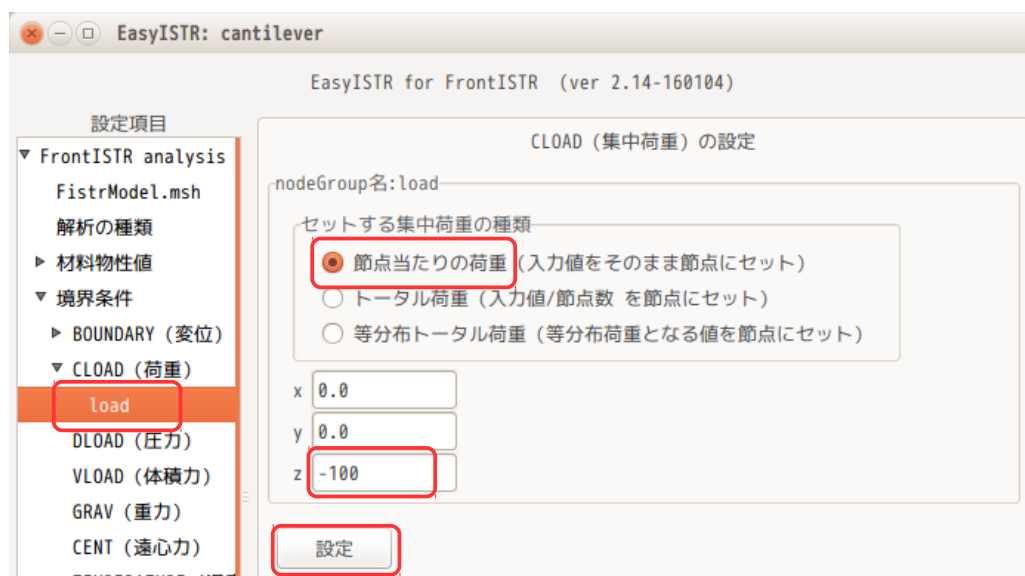 EasyISTR: cantilever
EasyISTR for FrontISTR (ver 2.14-160104)
設定項目
FrontISTR analysis
FistrModel.msh
解析の種類
材料物性値
境界条件
BOUNDARY (変位)
CLOAD (荷重)
load
DLOAD (圧力)
VLOAD (体積力)
GRAV (重力)
CENT (遠心力)
CLOAD (集中荷重) の設定
nodeGroup名:load
セットする集中荷重の種類
節点当たりの荷重 (入力値をそのまま節点にセット)
トータル荷重 (入力値/節点数 を節点にセット)
等分布トータル荷重 (等分布荷重となる値を節点にセット)
x 0.0
y 0.0
z -100
設定